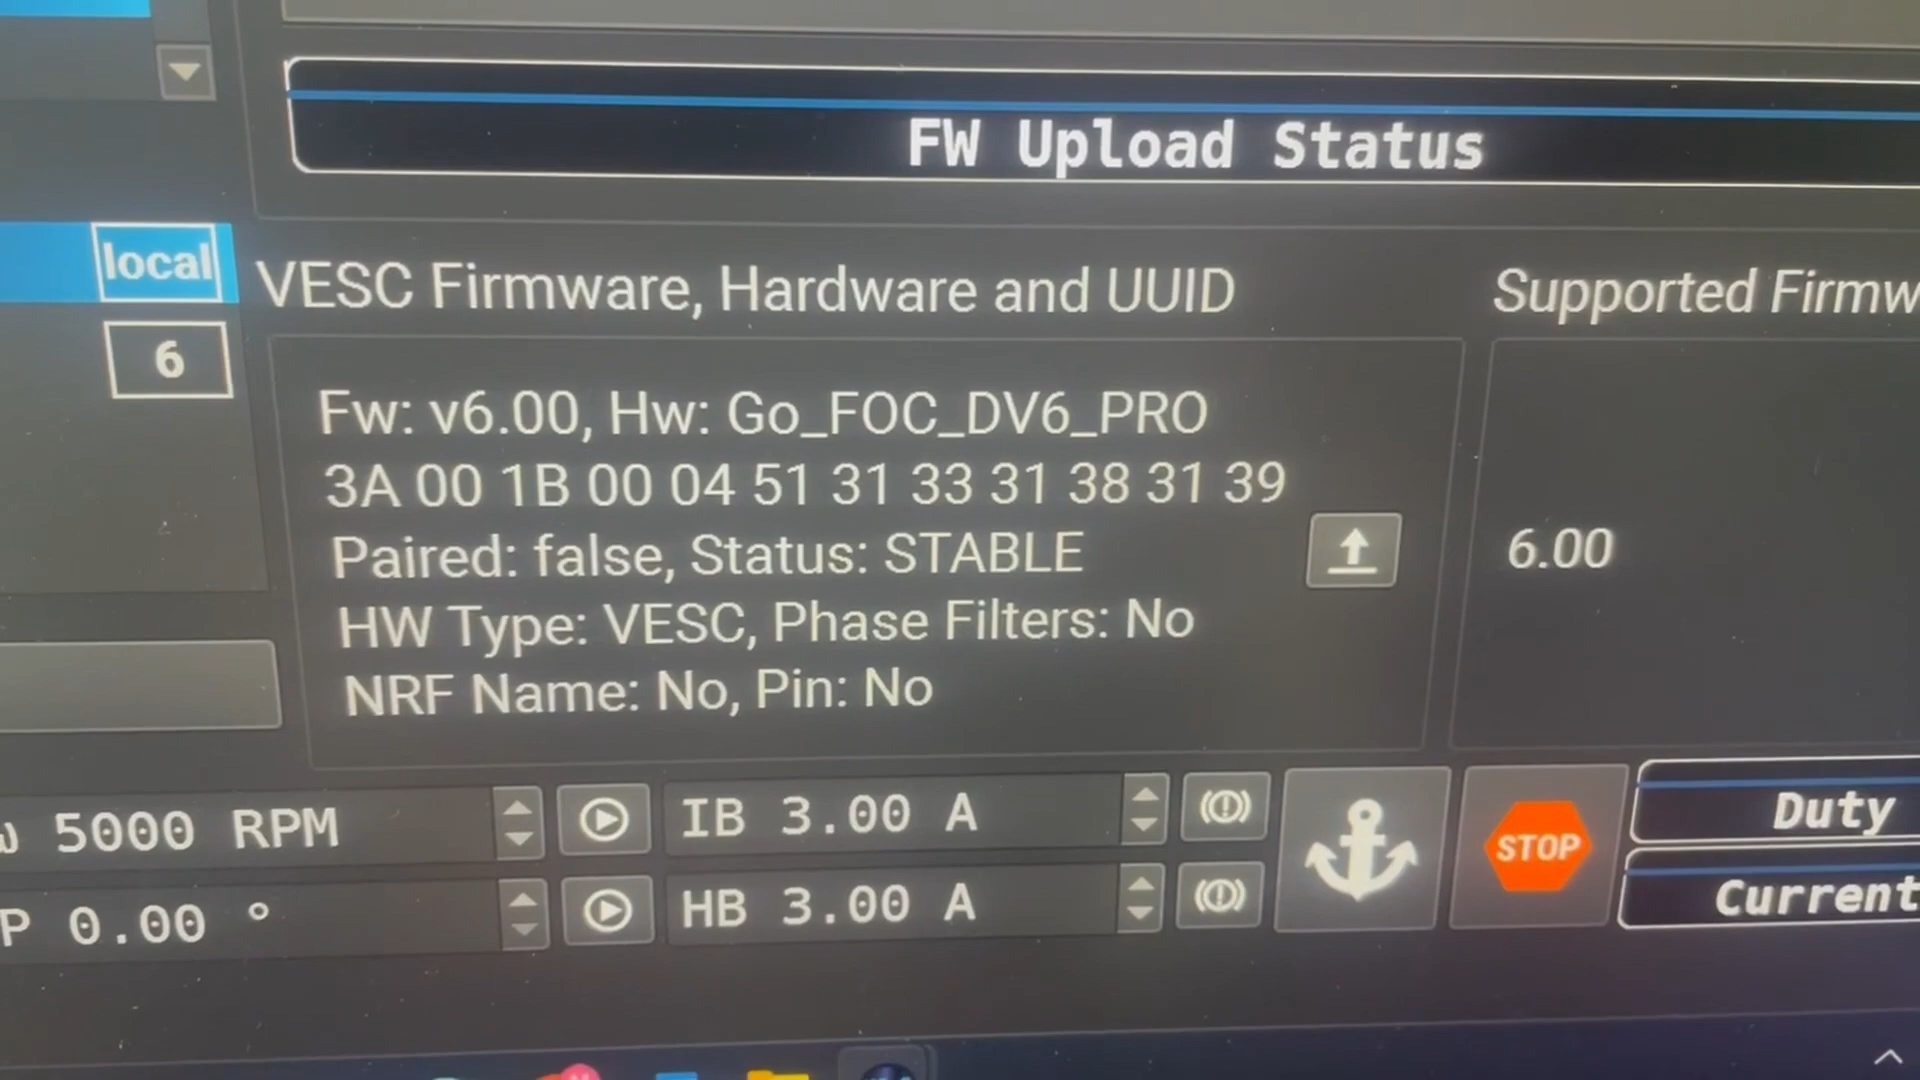 FW Upload Status
local
VESC Firmware, Hardware and UUID
Supported Firmw
6
Fw: v6.00, Hw: Go_FOC_DV6_PRO
3A 00 1B 00 04 51 31 33 31 38 31 39
Paired: false, Status: STABLE
6.00
HW Type: VESC, Phase Filters: No
NRF Name: No, Pin: No
ω 5000 RPM
IB 3.00 A
STOP
Duty
P 0.00 °
HB 3.00 A
Current